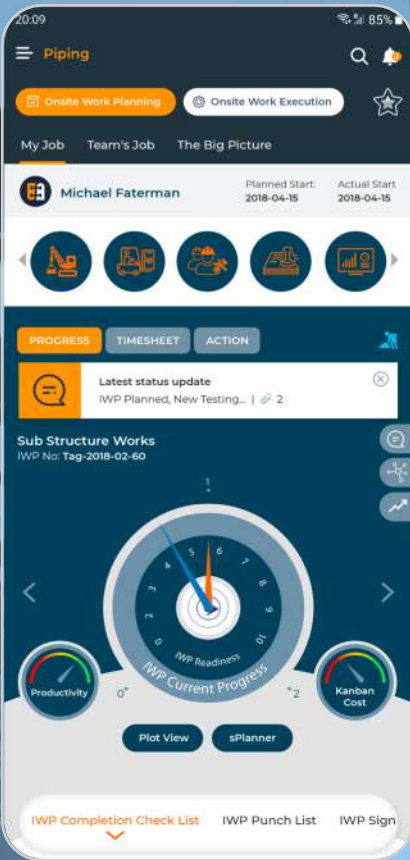 20:09
85%
Piping
2
Onsite Work Planning
Onsite Work Execution
My Job
Team's Job
The Big Picture
Michael Faterman
Planned Start:
2018-04-15
Actual Start
2018-04-15
PROGRESS
TIMESHEET
ACTION
Latest status update
IWP Planned, New Testing... | 2
Sub Structure Works
IWP No: Tag-2018-02-60
1
0 2 3 4 5 6 7 8 9 10
IWP Readiness
IWP Current Progress
Productivity
0°
°2
Kanban
Cost
Plot View
sPlanner
IWP Completion Check List
IWP Punch List
IWP Sign